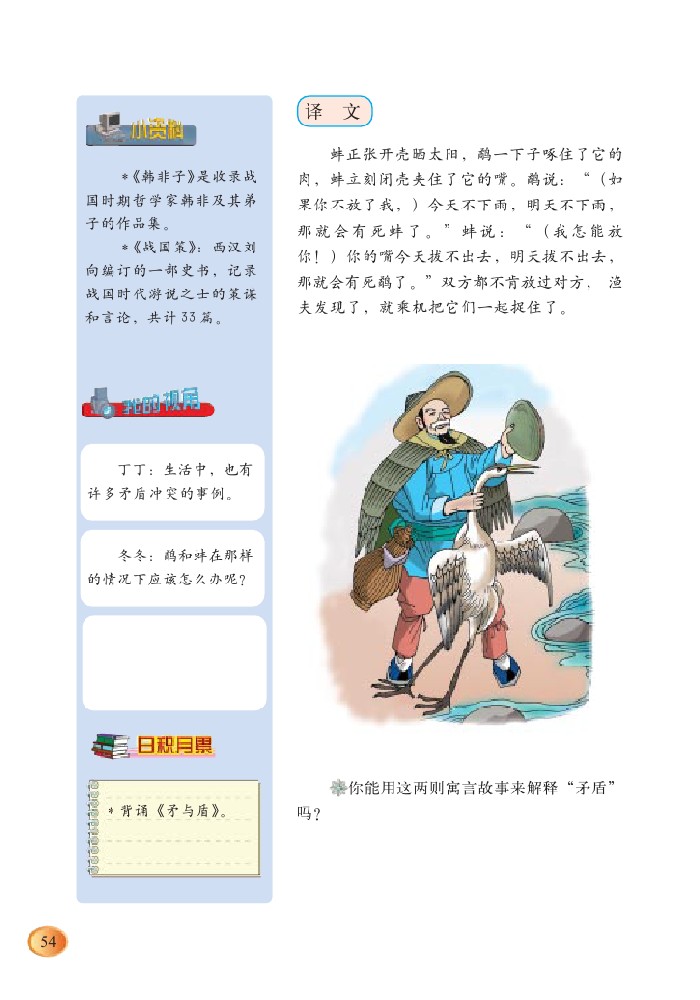 小资料
*《韩非子》是收录战
国时期哲学家韩非及其弟
子的作品集。
*《战国策》：西汉刘
向编订的一部史书，记录
战国时代游说之士的策谋
和言论，共计 33 篇。
我的视角
丁丁：生活中，也有
许多矛盾冲突的事例。
冬冬：鹬和蚌在那样
的情况下应该怎么办呢？
日积月累
*背诵《矛与盾》。
译 文
蚌正张开壳晒太阳，鹬一下子啄住了它的
肉，蚌立刻闭壳夹住了它的嘴。鹬说：“（如
果你不放了我，）今天不下雨，明天不下雨，
那就会有死蚌了。”蚌说：“（我怎能放
你！）你的嘴今天拔不出去，明天拔不出去，
那就会有死鹬了。”双方都不肯放过对方， 渔
夫发现了，就乘机把它们一起捉住了。
你能用这两则寓言故事来解释“矛盾”
吗？
54